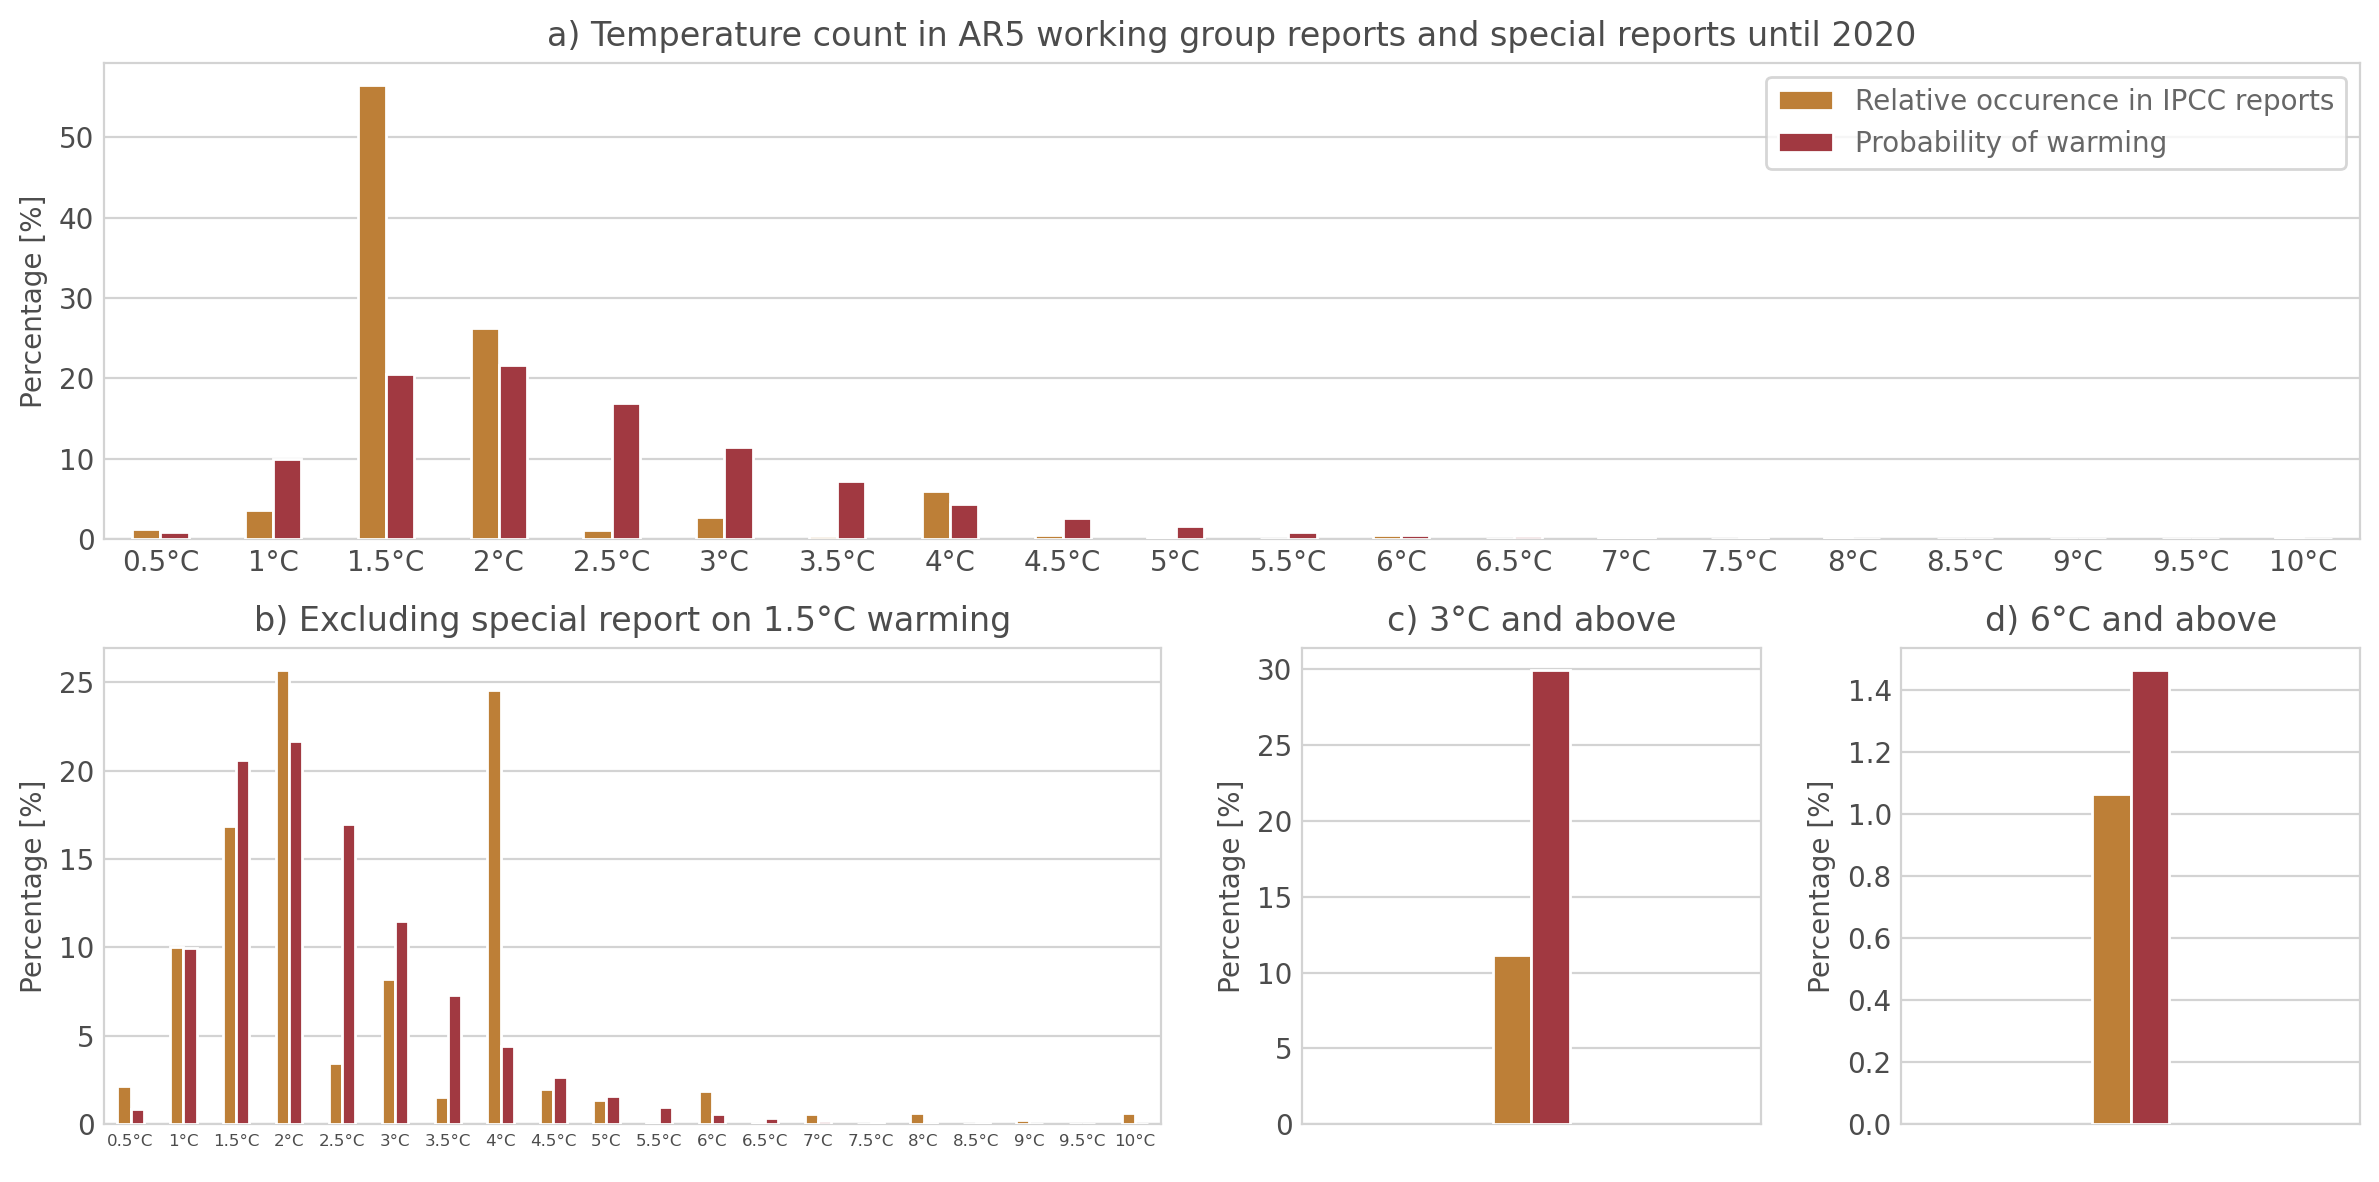 a) Temperature count in AR5 working group reports and special reports until 2020
Relative occurence in IPCC reports
Probability of warming
Percentage [%]
50
40
30
20
10
0
0.5°C 1°C 1.5°C 2°C 2.5°C 3°C 3.5°C 4°C 4.5°C 5°C 5.5°C 6°C 6.5°C 7°C 7.5°C 8°C 8.5°C 9°C 9.5°C 10°C
b) Excluding special report on 1.5°C warming
Percentage [%]
25
20
15
10
5
0
0.5°C 1°C 1.5°C 2°C 2.5°C 3°C 3.5°C 4°C 4.5°C 5°C 5.5°C 6°C 6.5°C 7°C 7.5°C 8°C 8.5°C 9°C 9.5°C 10°C
c) 3°C and above
Percentage [%]
30
25
20
15
10
5
0
d) 6°C and above
Percentage [%]
1.4
1.2
1.0
0.8
0.6
0.4
0.2
0.0